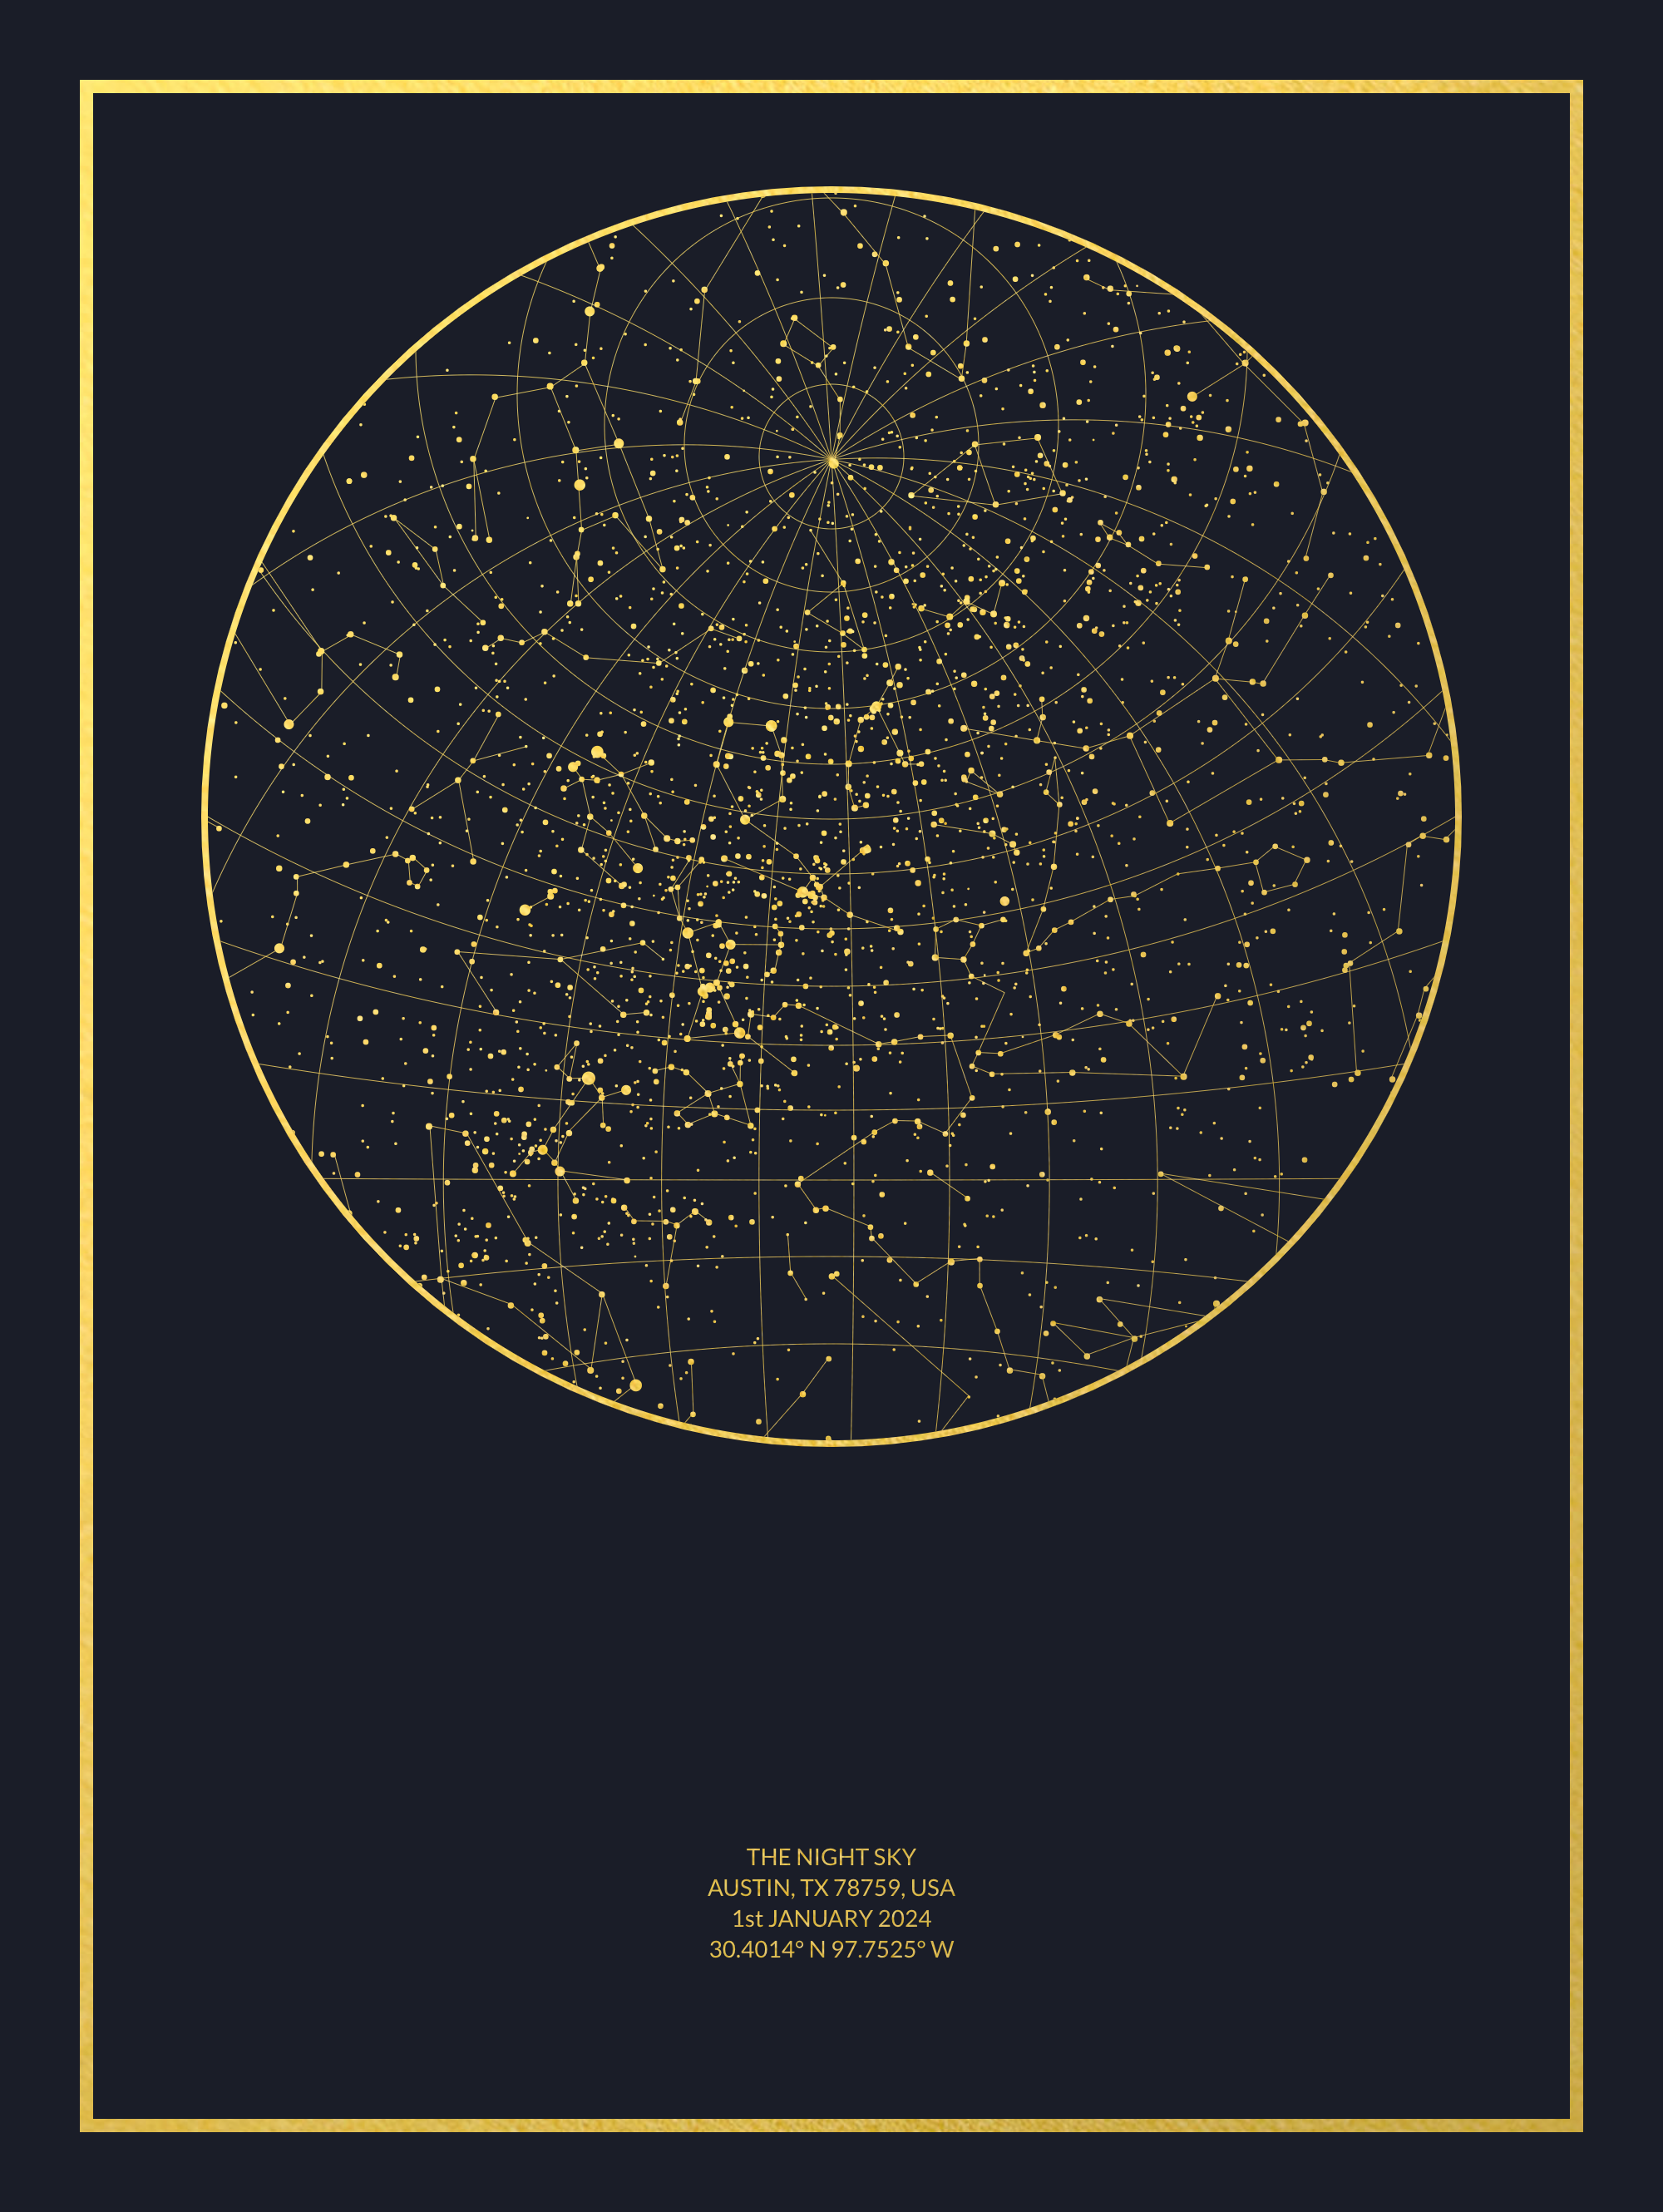 THE NIGHT SKY
AUSTIN, TX 78759, USA
1st JANUARY 2024
30.4014° N 97.7525° W